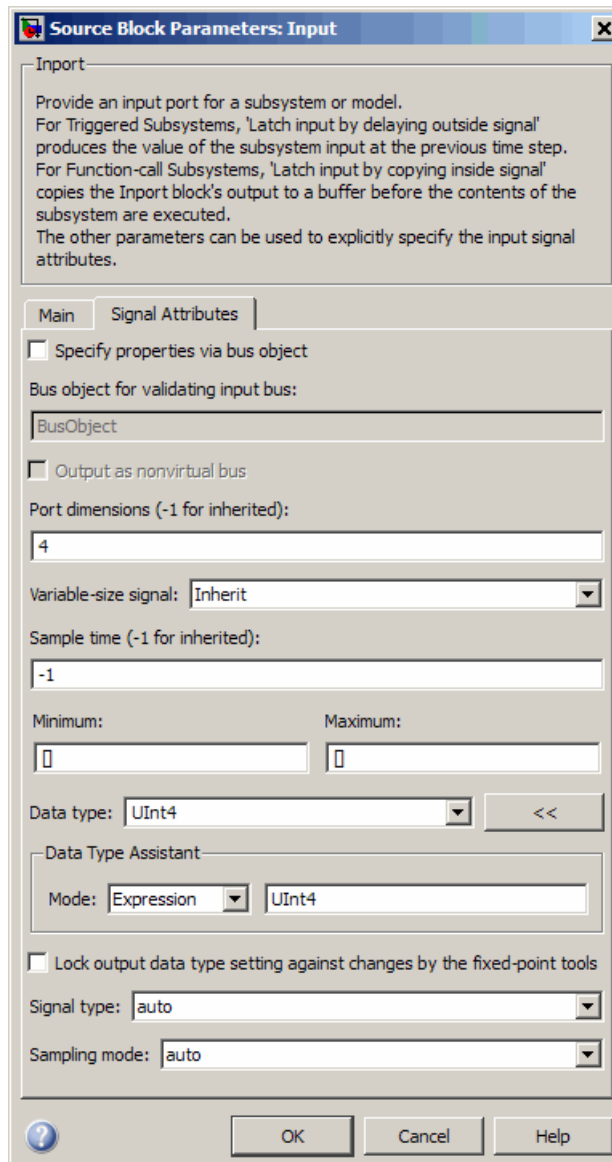 Source Block Parameters: Input
Inport
Provide an input port for a subsystem or model.
For Triggered Subsystems, 'Latch input by delaying outside signal'
produces the value of the subsystem input at the previous time step.
For Function-call Subsystems, 'Latch input by copying inside signal'
copies the Inport block's output to a buffer before the contents of the
subsystem are executed.
The other parameters can be used to explicitly specify the input signal
attributes.
Main Signal Attributes
Specify properties via bus object
Bus object for validating input bus:
BusObject
Output as nonvirtual bus
Port dimensions (-1 for inherited):
4
Variable-size signal: Inherit
Sample time (-1 for inherited):
-1
Minimum: Maximum:
[] []
Data type: UInt4 <<
Data Type Assistant
Mode: Expression UInt4
Lock output data type setting against changes by the fixed-point tools
Signal type: auto
Sampling mode: auto
? OK Cancel Help